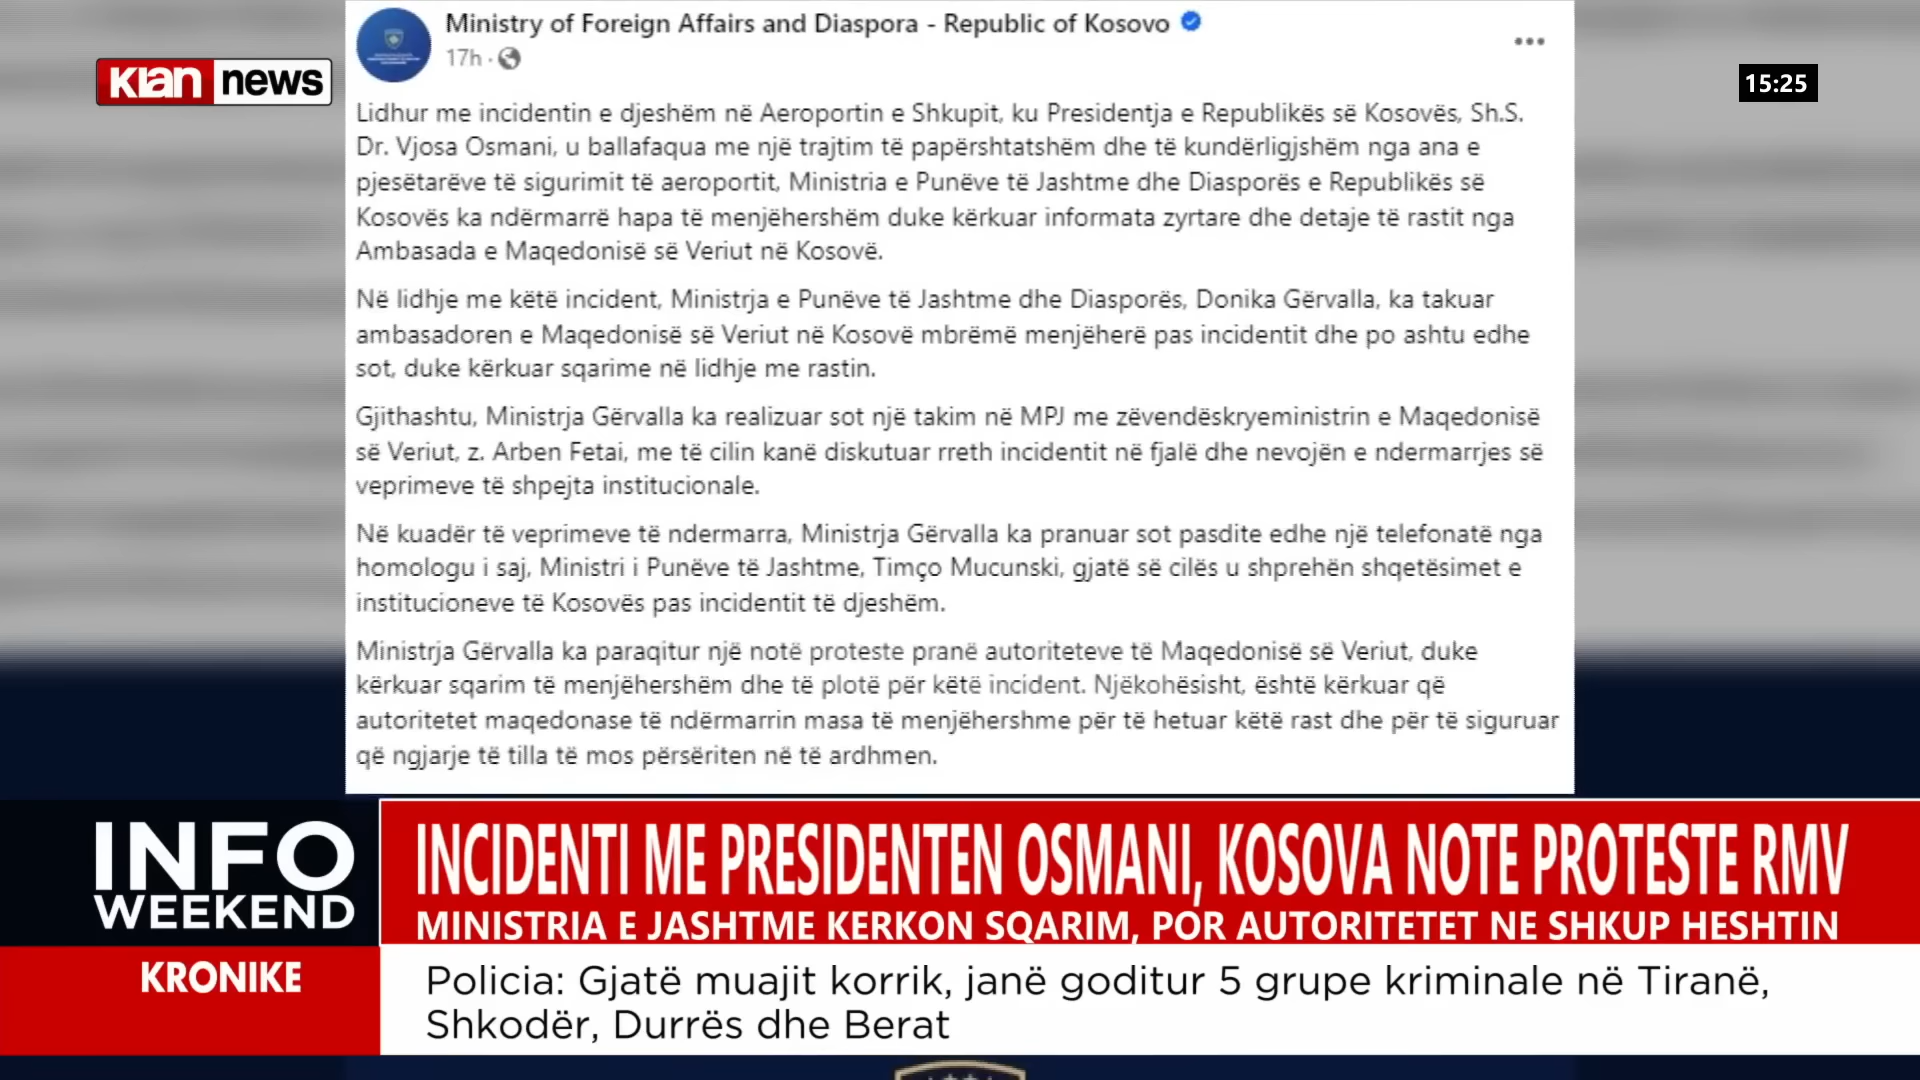 Ministry of Foreign Affairs and Diaspora - Republic of Kosovo
17h ·
klan news
15:25
Lidhur me incidentin e djeshëm në Aeroportin e Shkupit, ku Presidentja e Republikës së Kosovës, Sh.S.
Dr. Vjosa Osmani, u ballafaqua me një trajtim të papërshtatshëm dhe të kundërligjshëm nga ana e
pjesëtarëve të sigurimit të aeroportit, Ministria e Punëve të Jashtme dhe Diasporës e Republikës së
Kosovës ka ndërmarrë hapa të menjëhershëm duke kërkuar informata zyrtare dhe detaje të rastit nga
Ambasada e Maqedonisë së Veriut në Kosovë.
Në lidhje me këtë incident, Ministrja e Punëve të Jashtme dhe Diasporës, Donika Gërvalla, ka takuar
ambasadoren e Maqedonisë së Veriut në Kosovë mbrëmë menjëherë pas incidentit dhe po ashtu edhe
sot, duke kërkuar sqarime në lidhje me rastin.
Gjithashtu, Ministrja Gërvalla ka realizuar sot një takim në MPJ me zëvendëskryeministrin e Maqedonisë
së Veriut, z. Arben Fetai, me të cilin kanë diskutuar rreth incidentit në fjalë dhe nevojën e ndermarrjes së
veprimeve të shpejta institucionale.
Në kuadër të veprimeve të ndermarra, Ministrja Gërvalla ka pranuar sot pasdite edhe një telefonatë nga
homologu i saj, Ministri i Punëve të Jashtme, Timço Mucunski, gjatë së cilës u shprehën shqetësimet e
institucioneve të Kosovës pas incidentit të djeshëm.
Ministrja Gërvalla ka paraqitur një notë proteste pranë autoriteteve të Maqedonisë së Veriut, duke
kërkuar sqarim të menjëhershëm dhe të plotë për këtë incident. Njëkohësisht, është kërkuar që
autoritetet maqedonase të ndërmarrin masa të menjëhershme për të hetuar këtë rast dhe për të siguruar
që ngjarje të tilla të mos përsëriten në të ardhmen.
INFO
WEEKEND
INCIDENTI ME PRESIDENTEN OSMANI, KOSOVA NOTE PROTESTE RMV
MINISTRIA E JASHTME KERKON SQARIM, POR AUTORITETET NE SHKUP HESHTIN
KRONIKE
Policia: Gjatë muajit korrik, janë goditur 5 grupe kriminale në Tiranë,
Shkodër, Durrës dhe Berat